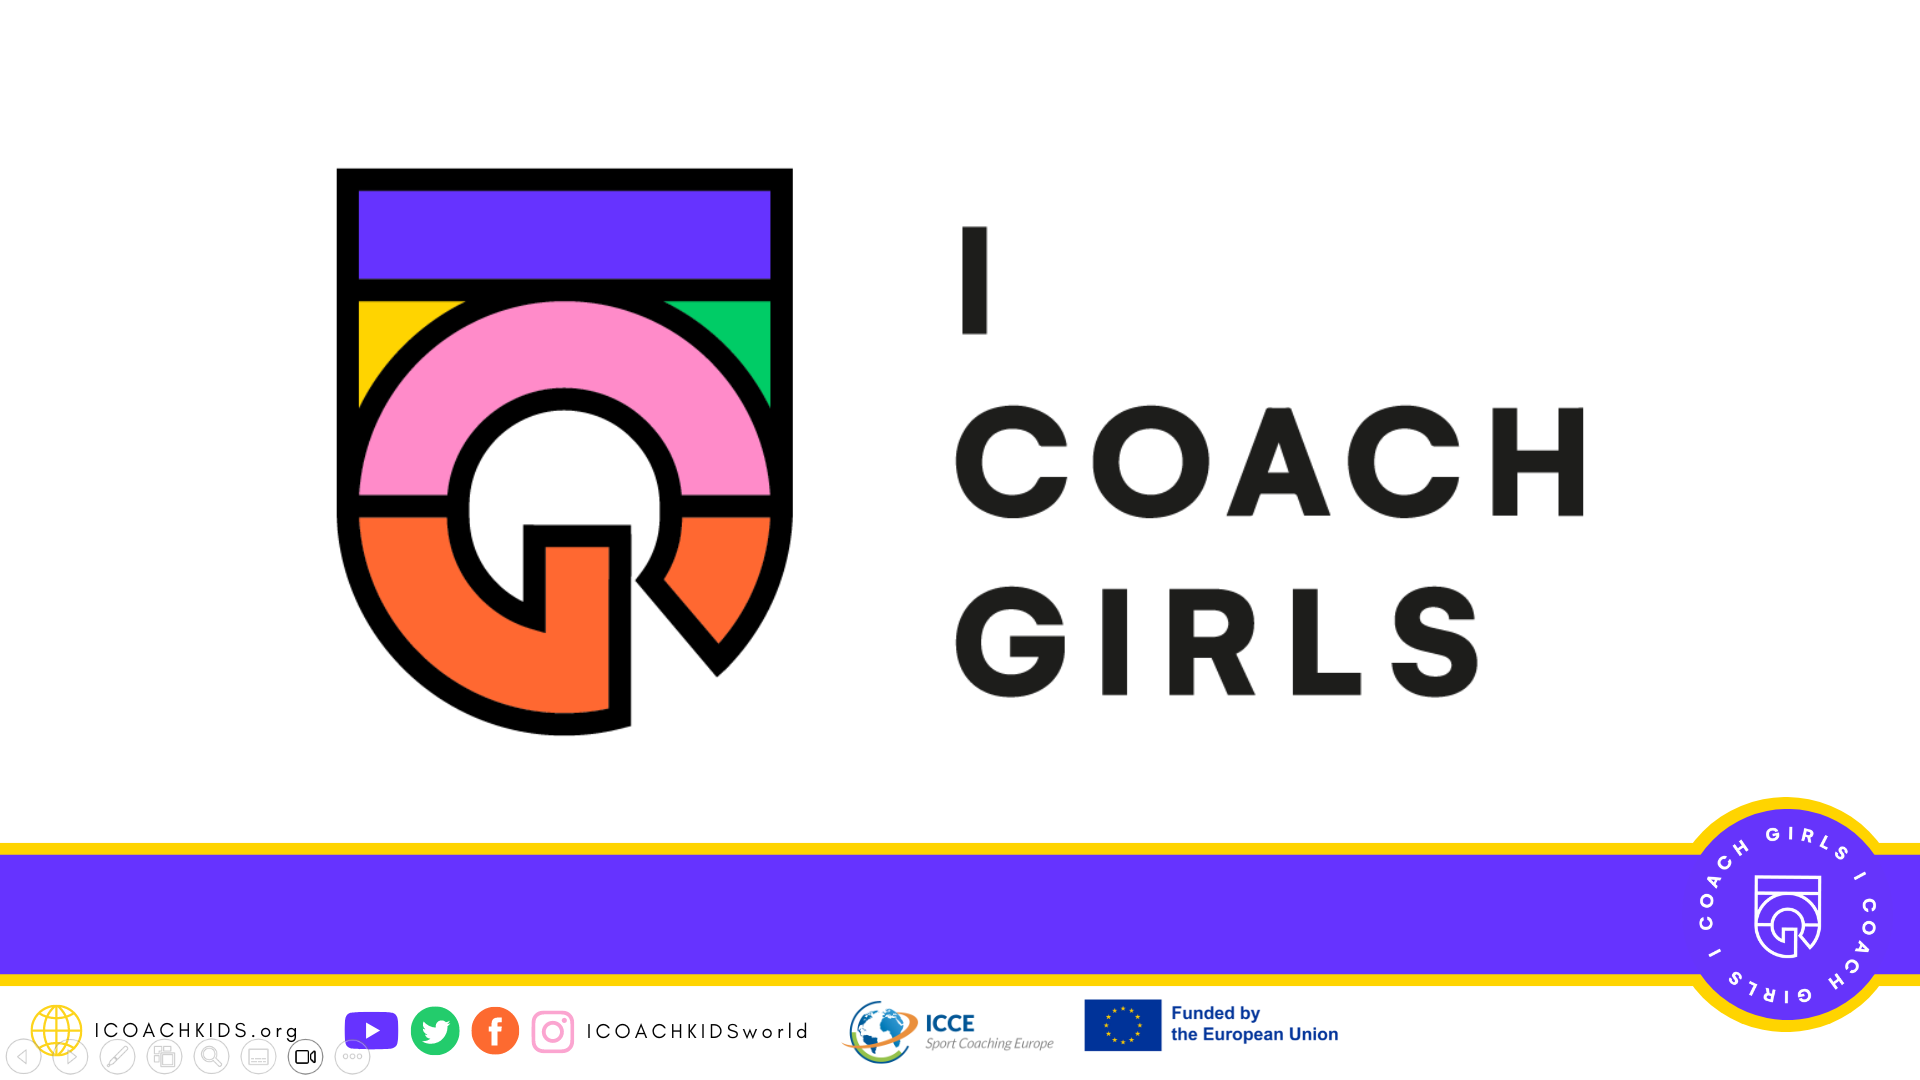 I
COACH
GIRLS
I COACH GIRLS I COACH GIRLS
ICOACHKIDS.org
ICOACHKIDSworld
ICCE
Sport Coaching Europe
Funded by
the European Union